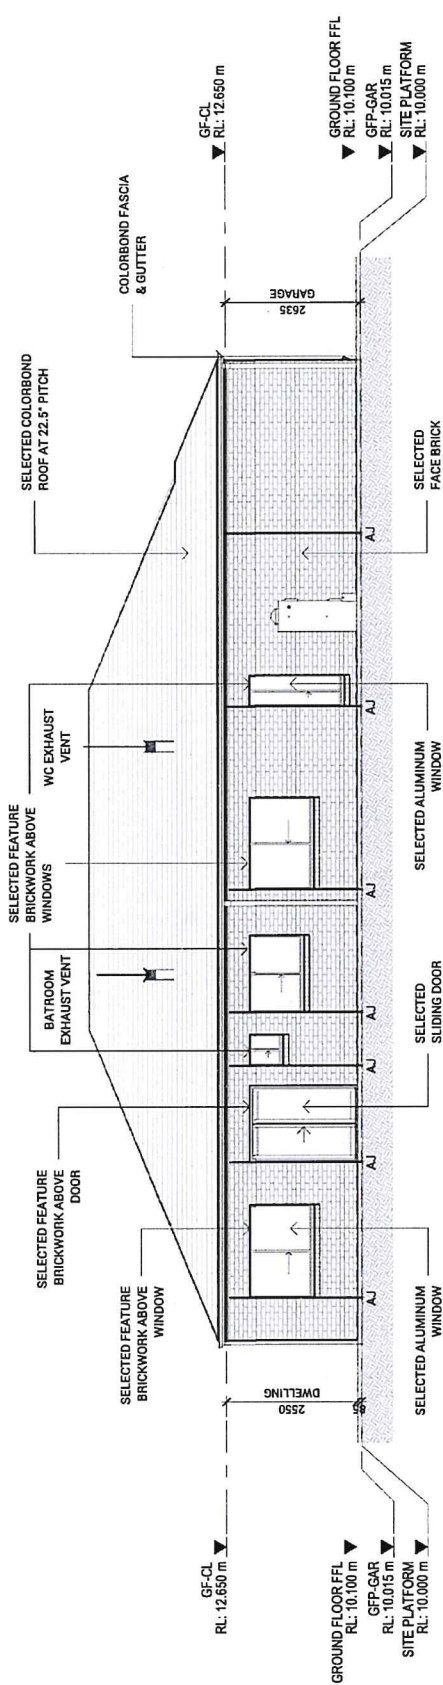 SELECTED FEATURE
BRICKWORK ABOVE
WINDOW
SELECTED FEATURE
BRICKWORK ABOVE
DOOR
BATROOM
EXHAUST VENT
SELECTED FEATURE
BRICKWORK ABOVE
WINDOWS
WC EXHAUST
VENT
SELECTED COLORBOND
ROOF AT 22.5° PITCH
COLORBOND FASCIA
& GUTTER
GF-CL
RL: 12.650 m
GROUND FLOOR FFL
RL: 10.100 m
GFP-GAR
RL: 10.015 m
SITE PLATFORM
RL: 10.000 m
2550
DWELLING
85
2635
GARAGE
GF-CL
RL: 12.650 m
GROUND FLOOR FFL
RL: 10.100 m
GFP-GAR
RL: 10.015 m
SITE PLATFORM
RL: 10.000 m
AJ
AJ
AJ
AJ
AJ
AJ
AJ
SELECTED ALUMINUM
WINDOW
SELECTED
SLIDING DOOR
SELECTED ALUMINUM
WINDOW
SELECTED
FACE BRICK